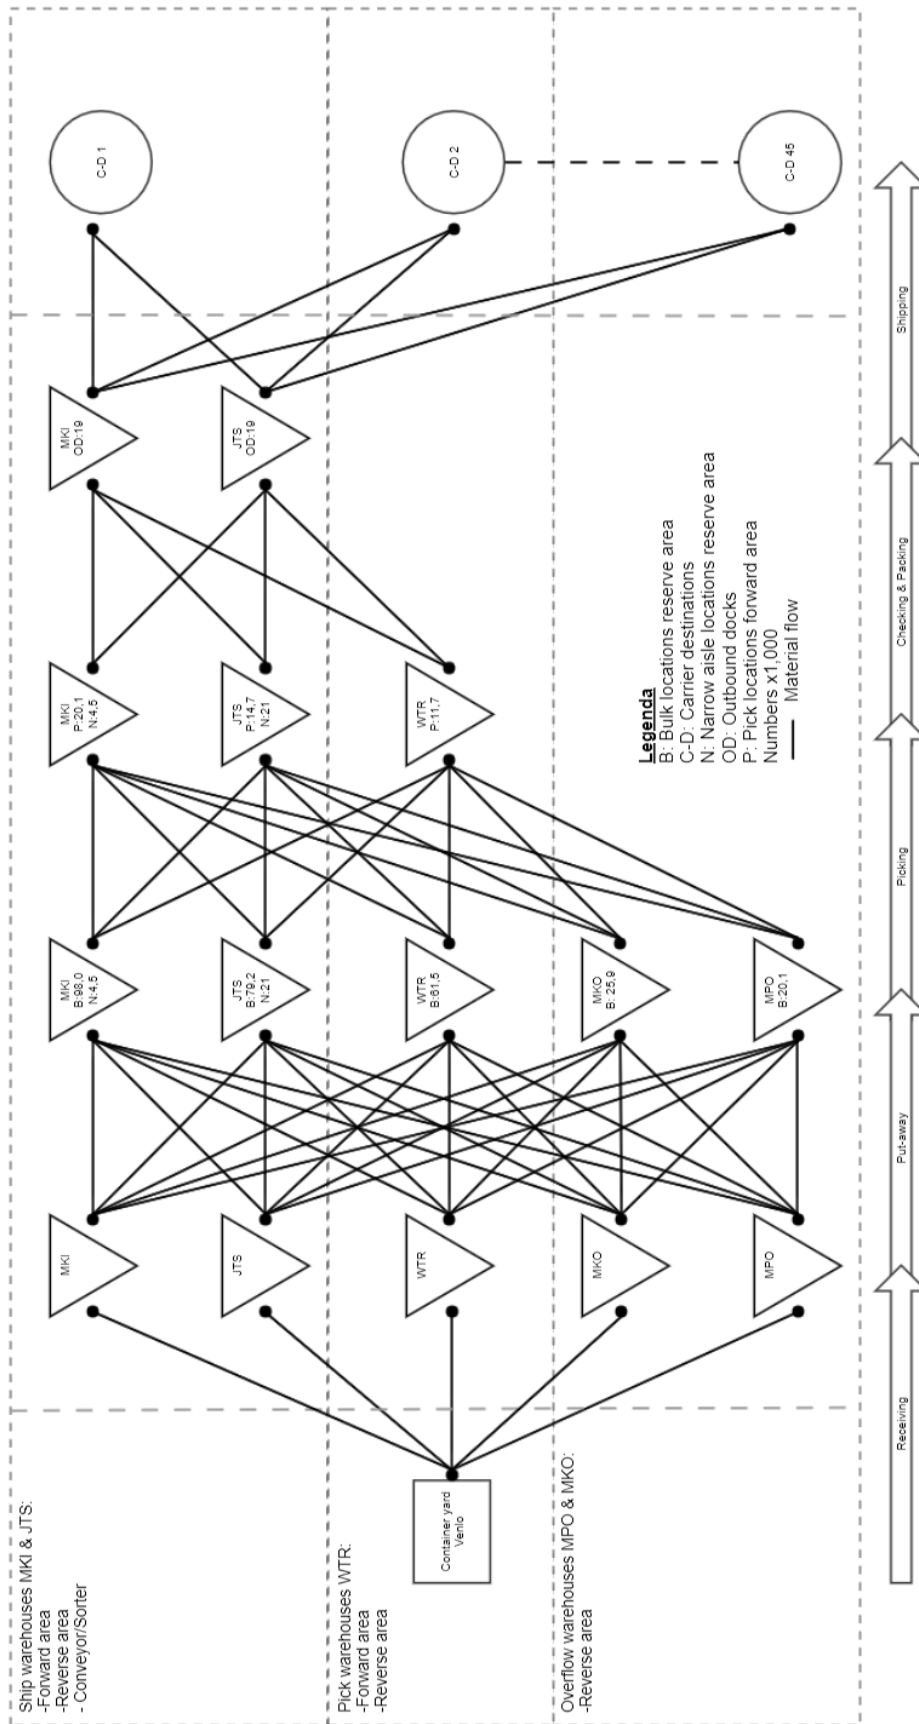 Ship warehouses MKI & JTS:
-Forward area
-Reverse area
- Conveyor/Sorter
Pick warehouses WTR:
-Forward area
-Reverse area
Overflow warehouses MPO & MKO:
-Reverse area
Container yard
Venlo
MKI
JTS
WTR
MKO
MPO
MKI
B:98,0
N:4,5
JTS
B:79,2
N:21
WTR
B:61,5
MKO
B: 25,9
MPO
B:20,1
MKI
P:20,1
N:4,5
JTS
P:14,7
N:21
WTR
P:11,7
MKI
OD:19
JTS
OD:19
C-D 1
C-D 2
C-D 45
Legenda
B: Bulk locations reserve area
C-D: Carrier destinations
N: Narrow aisle locations reserve area
OD: Outbound docks
P: Pick locations forward area
Numbers x1,000
Material flow
Receiving
Put-away
Picking
Checking & Packing
Shipping